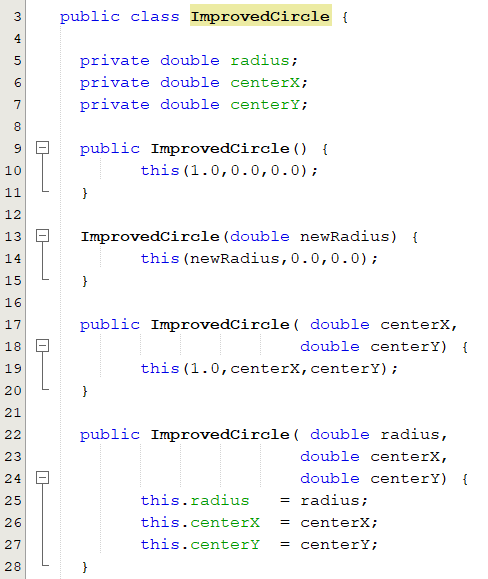 3 public class ImprovedCircle {
4
5 private double radius;
6 private double centerX;
7 private double centerY;
8
9 public ImprovedCircle() {
10 this(1.0,0.0,0.0);
11 }
12
13 ImprovedCircle(double newRadius) {
14 this(newRadius,0.0,0.0);
15 }
16
17 public ImprovedCircle( double centerX,
18 double centerY) {
19 this(1.0,centerX,centerY);
20 }
21
22 public ImprovedCircle( double radius,
23 double centerX,
24 double centerY) {
25 this.radius = radius;
26 this.centerX = centerX;
27 this.centerY = centerY;
28 }